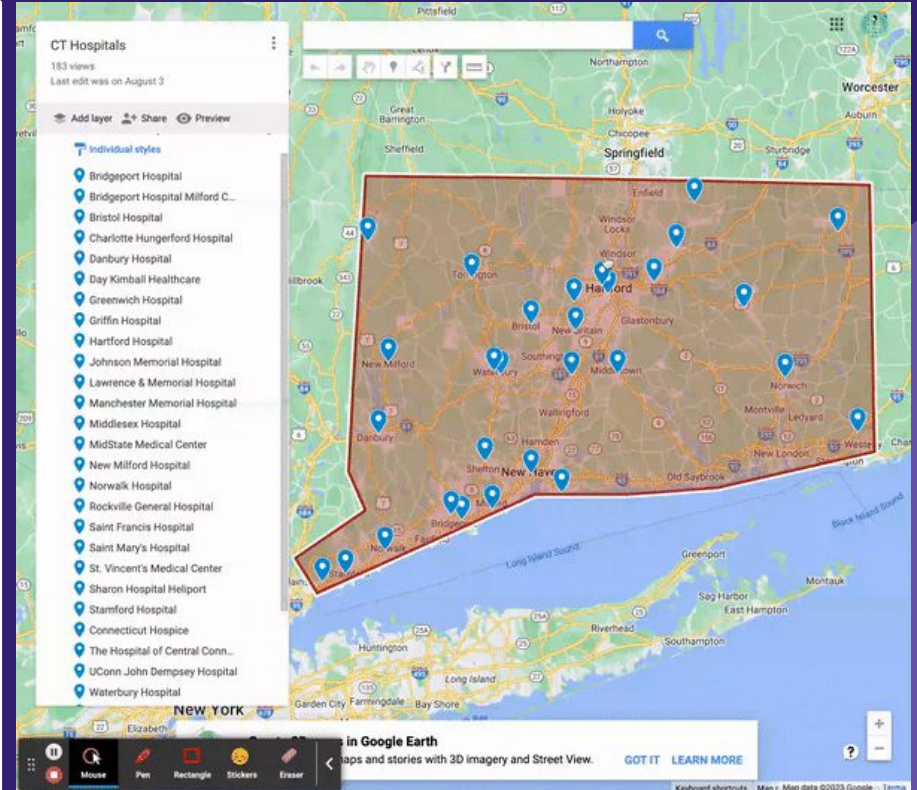 CT Hospitals
183 views
Last edit was on August 3
Add layer Share Preview
Individual styles
Bridgeport Hospital
Bridgeport Hospital Milford C...
Bristol Hospital
Charlotte Hungerford Hospital
Danbury Hospital
Day Kimball Healthcare
Greenwich Hospital
Griffin Hospital
Hartford Hospital
Johnson Memorial Hospital
Lawrence & Memorial Hospital
Manchester Memorial Hospital
Middlesex Hospital
MidState Medical Center
New Milford Hospital
Norwalk Hospital
Rockville General Hospital
Saint Francis Hospital
Saint Mary's Hospital
St. Vincent's Medical Center
Sharon Hospital Heliport
Stamford Hospital
Connecticut Hospice
The Hospital of Central Conn...
UConn John Dempsey Hospital
Waterbury Hospital
Pittsfield
Northampton
Worcester
Auburn
Great
Barrington
Holyoke
Chicopee
Sheffield
Springfield
Sturbridge
Enfield
Windsor
Locks
Windsor
Torrington
Hartford
Bristol
New Britain
Glastonbury
New Milford
Waterbury
Southing
Middletown
Norwich
Wallingford
Montville
Ledyard
Danbury
Hamden
New London
Shelton
New Haven
Old Saybrook
Norwalk
Long Island Sound
Block Island Sound
Greenport
Montauk
Sag Harbor
East Hampton
Riverhead
Southampton
Huntington
Long Island
Garden City
Farmingdale
Bay Shore
New York
Elizabeth
in Google Earth
maps and stories with 3D imagery and Street View.
GOT IT LEARN MORE
Mouse Pen Rectangle Stickers Eraser
Keyboard shortcuts Map data ©2023 Google Terms